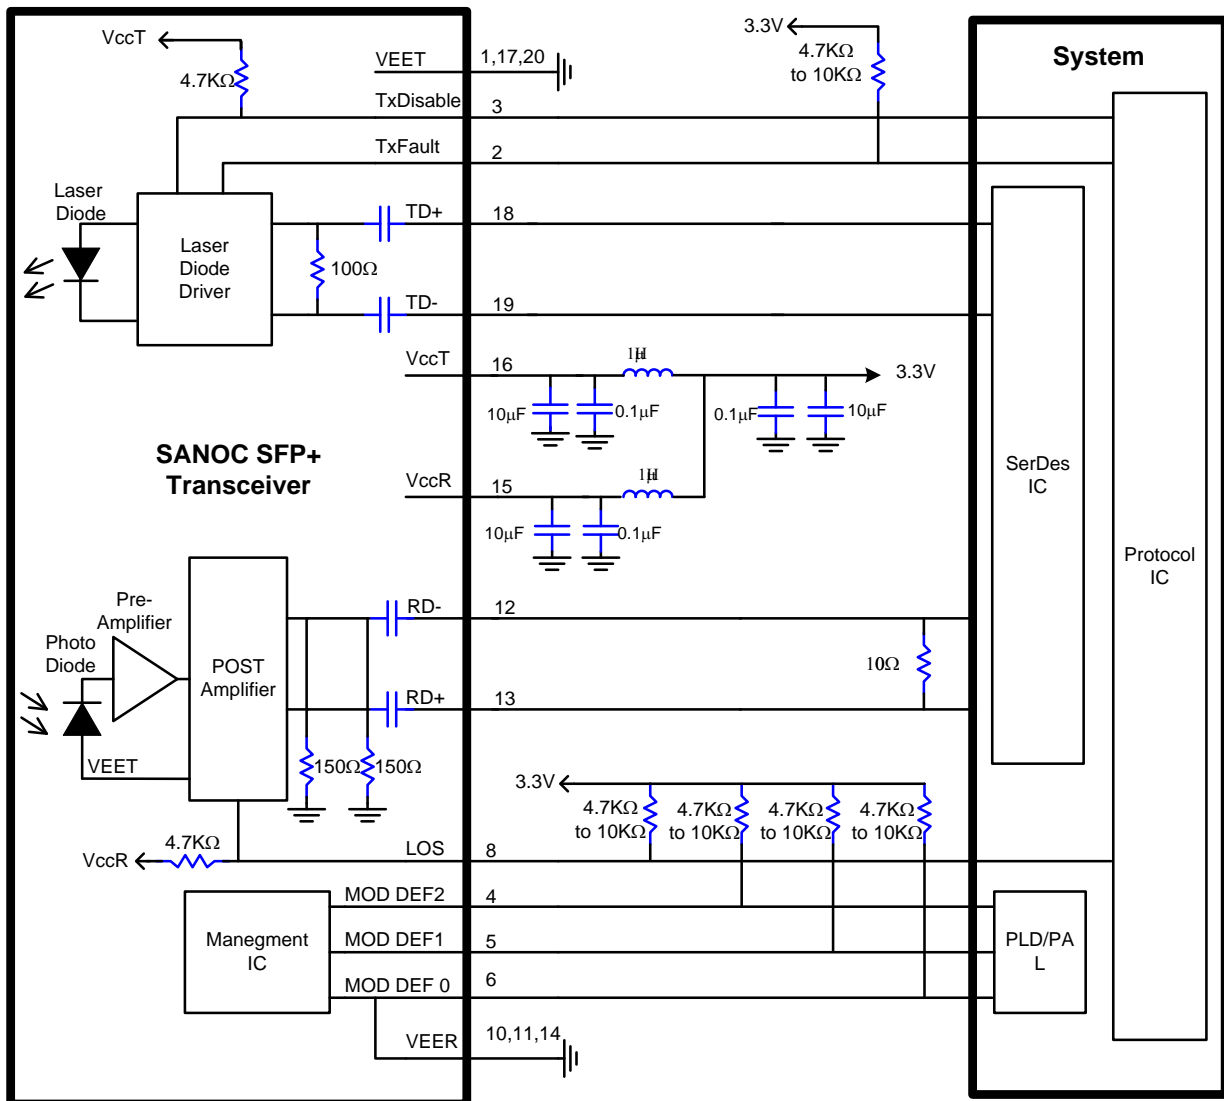 VccT
4.7KΩ
VEET
1,17,20
3.3V
4.7KΩ
to 10KΩ
System
TxDisable
3
TxFault
2
Laser
Diode
Laser
Diode
Driver
TD+
18
100Ω
TD-
19
VccT
16
1μH
3.3V
10μF
0.1μF
0.1μF
10μF
SANOC SFP+
Transceiver
VccR
15
1μH
10μF
0.1μF
SerDes
IC
Protocol
IC
Pre-
Amplifier
Photo
Diode
POST
Amplifier
RD-
12
10Ω
RD+
13
VEET
150Ω
150Ω
3.3V
4.7KΩ
to 10KΩ
4.7KΩ
to 10KΩ
4.7KΩ
to 10KΩ
4.7KΩ
to 10KΩ
4.7KΩ
VccR
LOS
8
Manegment
IC
MOD DEF2
4
MOD DEF1
5
MOD DEF 0
6
PLD/PA
L
VEER
10,11,14